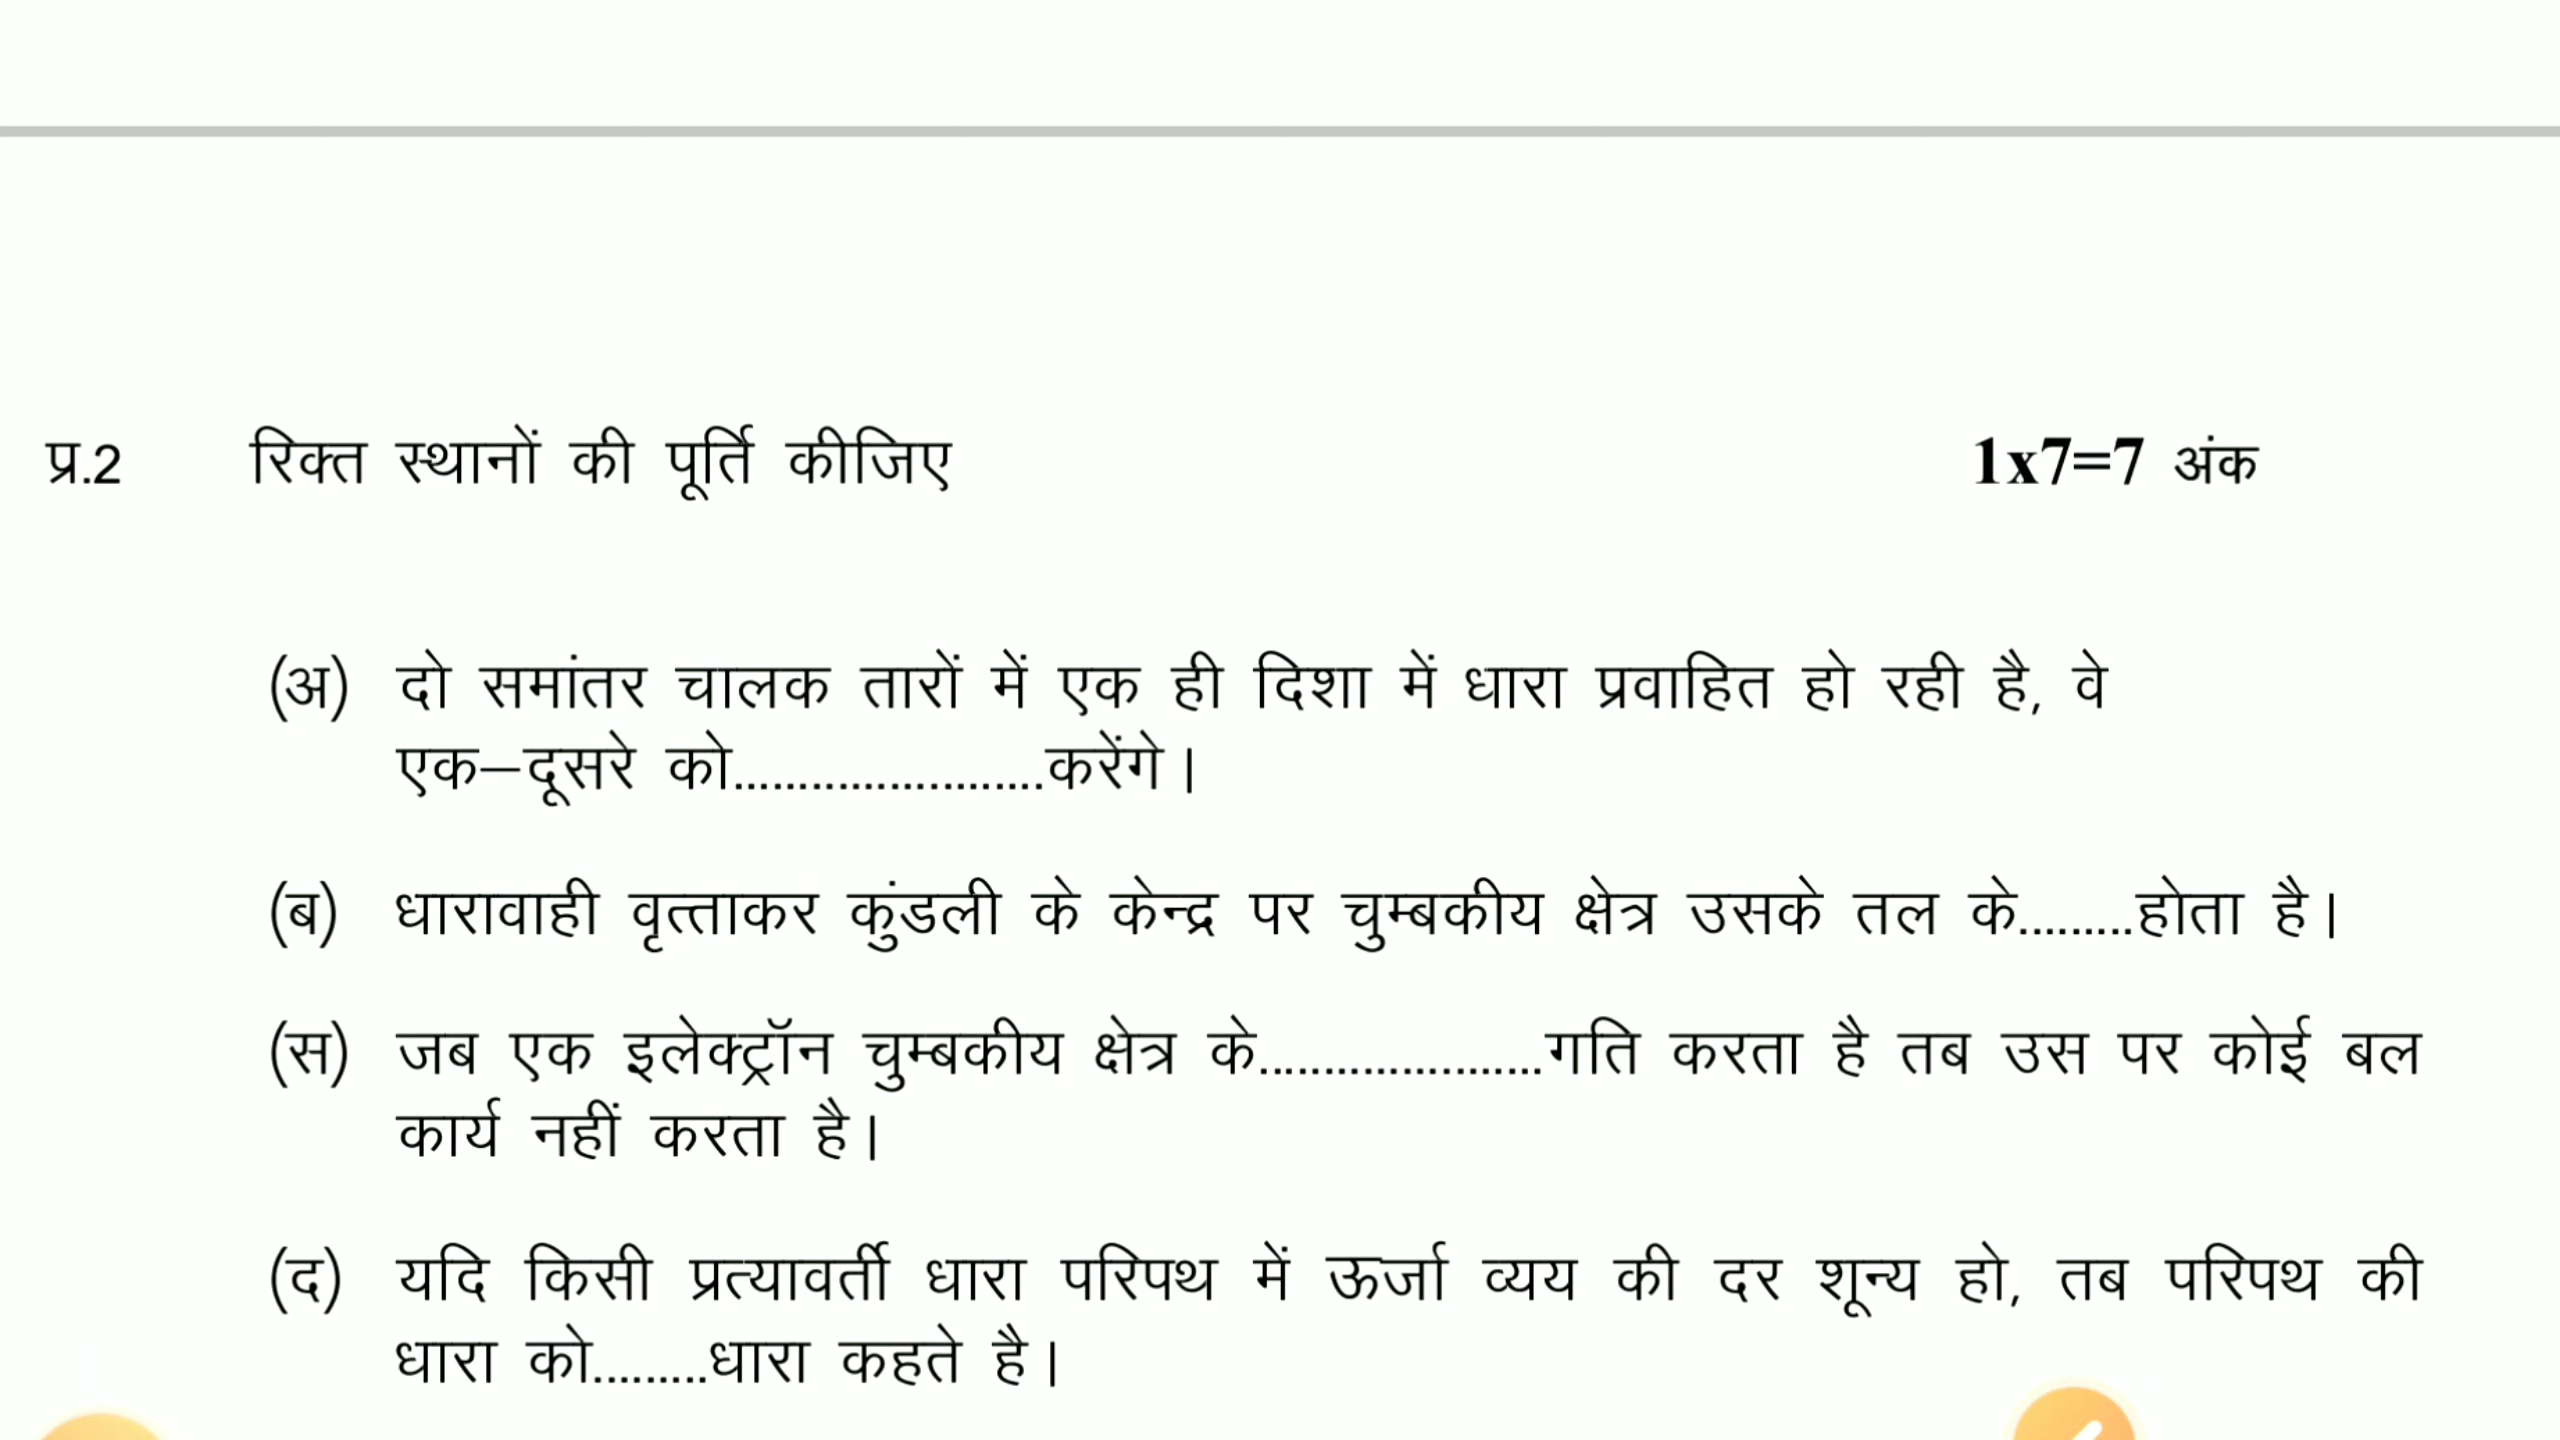 प्र.2 रिक्त स्थानों की पूर्ति कीजिए 1x7=7 अंक
(अ) दो समांतर चालक तारों में एक ही दिशा में धारा प्रवाहित हो रही है, वे
एक–दूसरे को........................करेंगे।
(ब) धारावाही वृत्ताकर कुंडली के केन्द्र पर चुम्बकीय क्षेत्र उसके तल के.........होता है।
(स) जब एक इलेक्ट्रॉन चुम्बकीय क्षेत्र के......................गति करता है तब उस पर कोई बल
कार्य नहीं करता है।
(द) यदि किसी प्रत्यावर्ती धारा परिपथ में ऊर्जा व्यय की दर शून्य हो, तब परिपथ की
धारा को.........धारा कहते है।